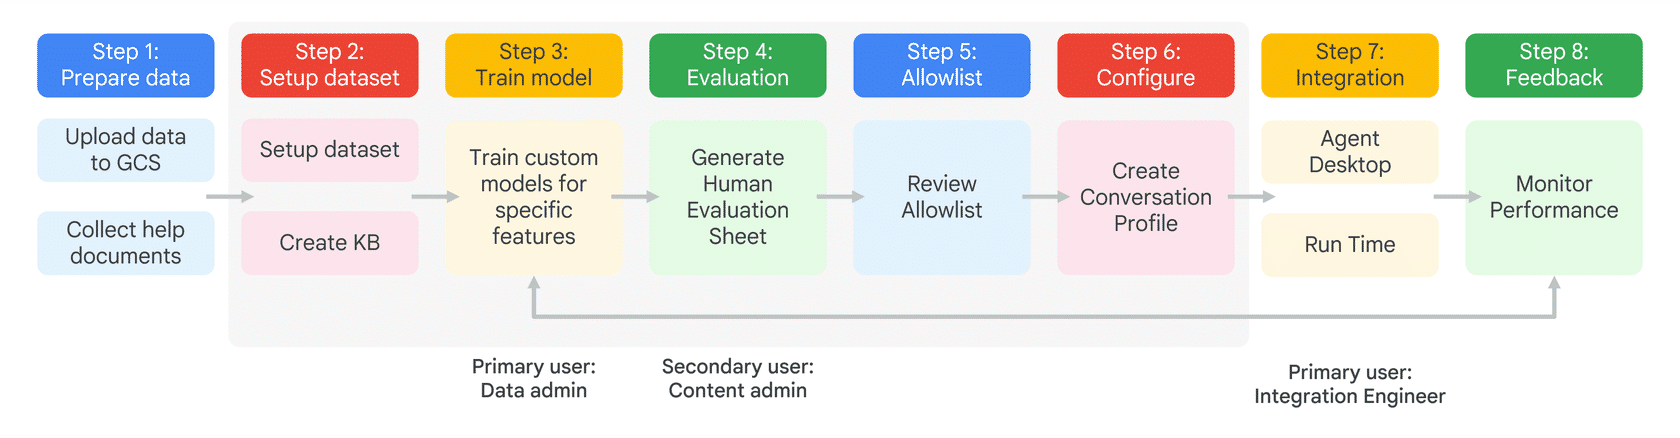 Step 1:
Prepare data
Step 2:
Setup dataset
Step 3:
Train model
Step 4:
Evaluation
Step 5:
Allowlist
Step 6:
Configure
Step 7:
Integration
Step 8:
Feedback
Upload data
to GCS
Collect help
documents
Setup dataset
Create KB
Train custom
models for
specific
features
Generate
Human
Evaluation
Sheet
Review
Allowlist
Create
Conversation
Profile
Agent
Desktop
Run Time
Monitor
Performance
Primary user:
Data admin
Secondary user:
Content admin
Primary user:
Integration Engineer